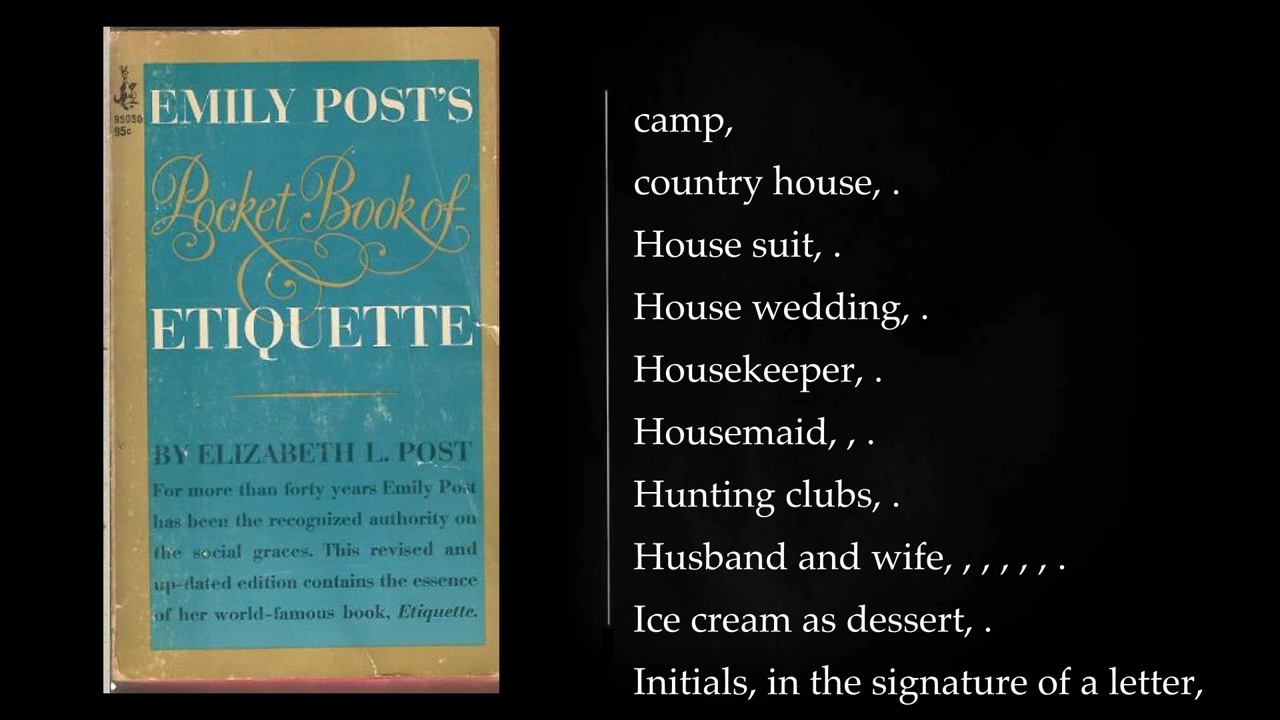 EMILY POST'S
Pocket Book of
ETIQUETTE
95050
95c
BY ELIZABETH L. POST
For more than forty years Emily Post
has been the recognized authority on
the social graces. This revised and
up-dated edition contains the essence
of her world-famous book, Etiquette.
camp,
country house, .
House suit, .
House wedding, .
Housekeeper, .
Housemaid, , .
Hunting clubs, .
Husband and wife, , , , , , .
Ice cream as dessert, .
Initials, in the signature of a letter,